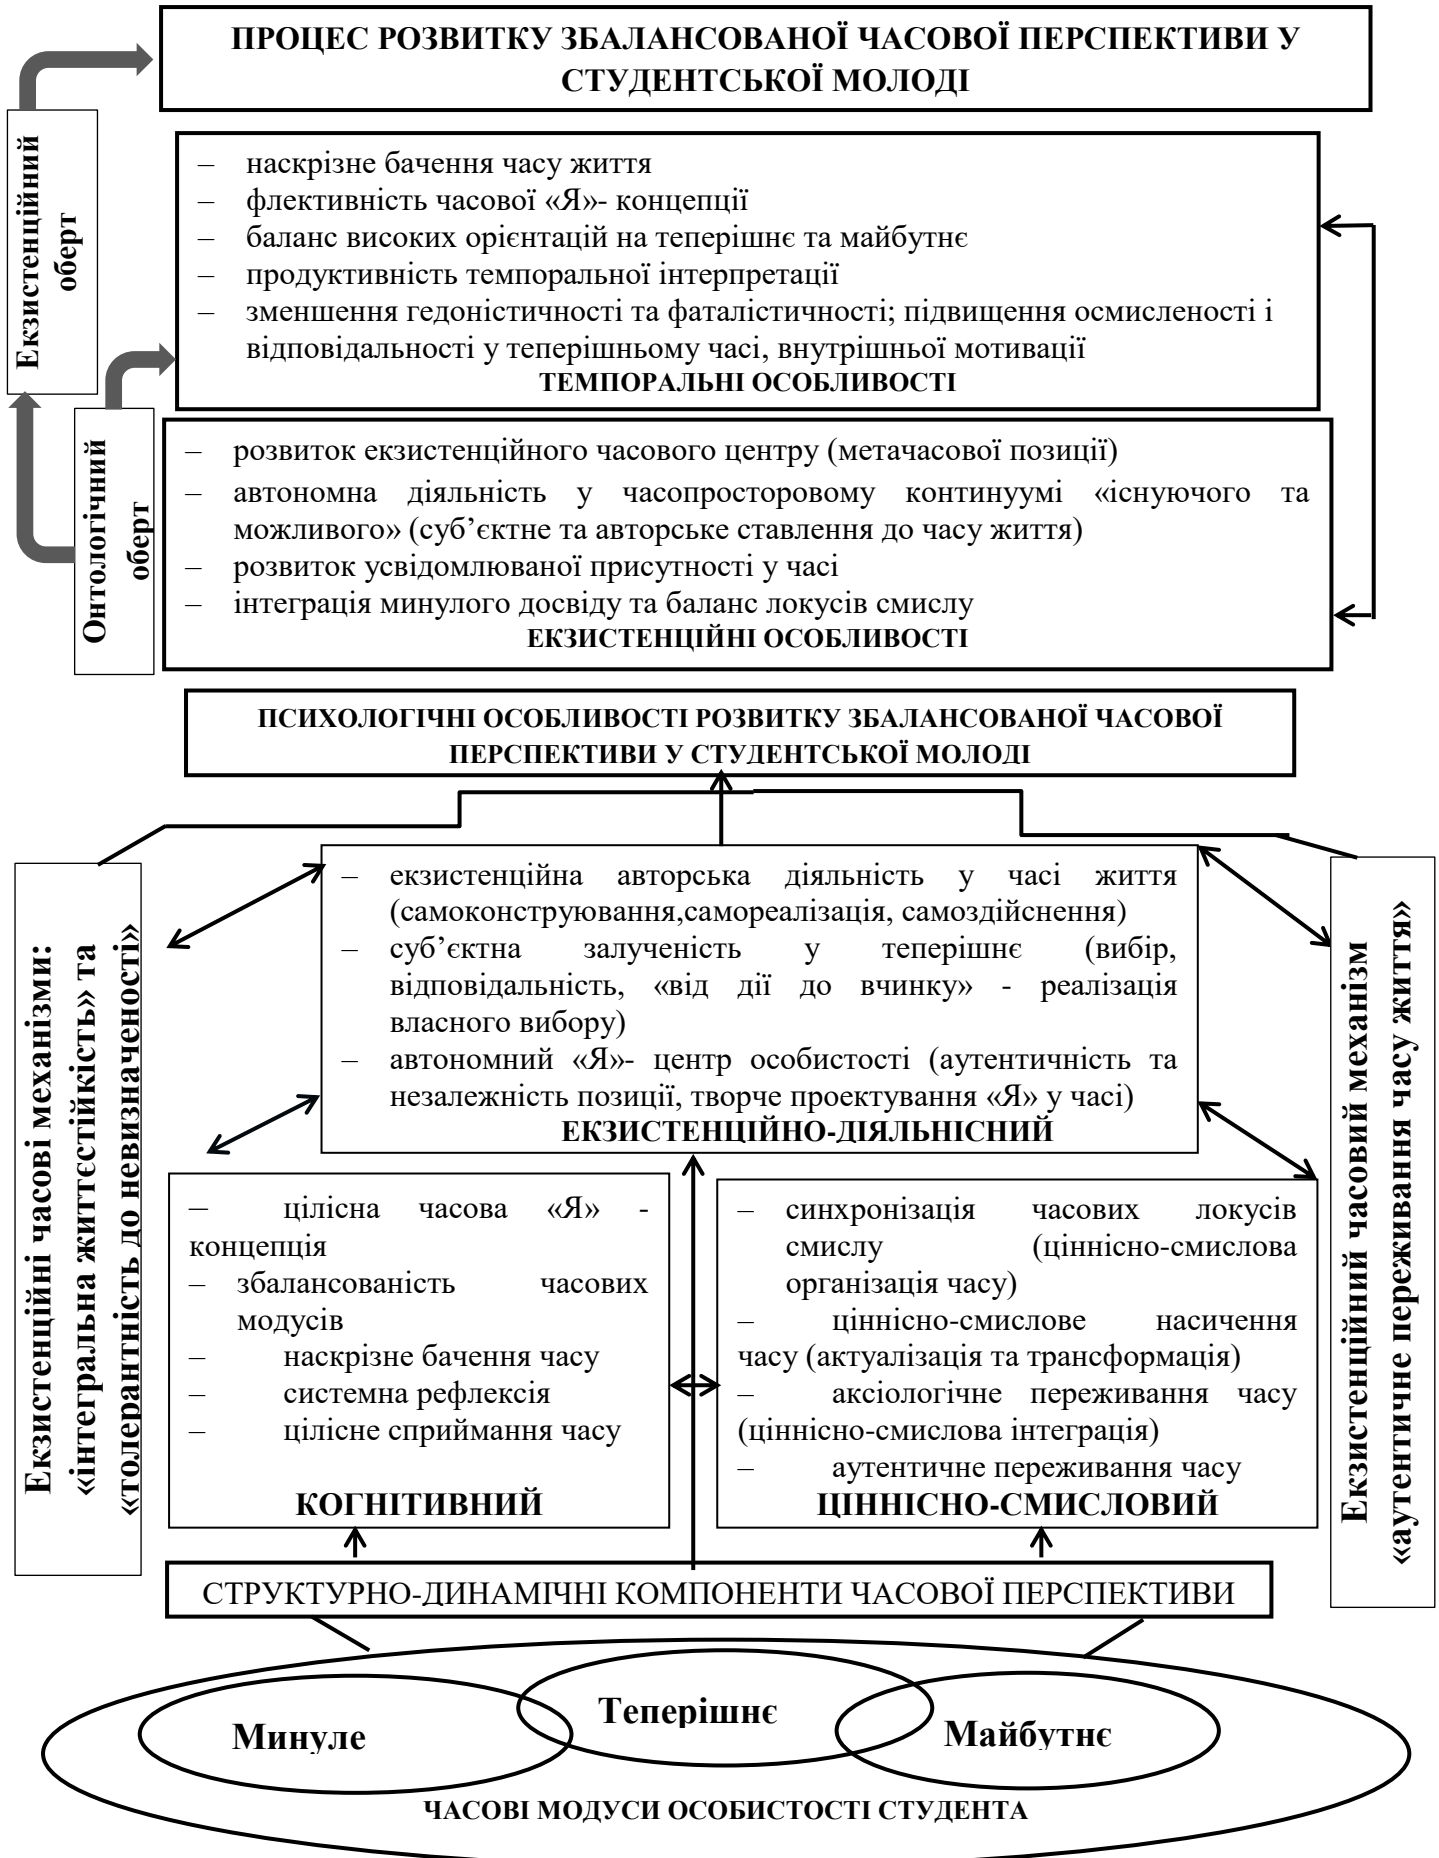 ПРОЦЕС РОЗВИТКУ ЗБАЛАНСОВАНОЇ ЧАСОВОЇ ПЕРСПЕКТИВИ У
СТУДЕНТСЬКОЇ МОЛОДІ
Екзистенційний
оберт
– наскрізне бачення часу життя
– флективність часової «Я»- концепції
– баланс високих орієнтацій на теперішнє та майбутнє
– продуктивність темпоральної інтерпретації
– зменшення гедоністичності та фаталістичності; підвищення осмисленості і
відповідальності у теперішньому часі, внутрішньої мотивації
ТЕМПОРАЛЬНІ ОСОБЛИВОСТІ
Онтологічний
оберт
– розвиток екзистенційного часового центру (метачасової позиції)
– автономна діяльність у часопросторовому континуумі «існуючого та
можливого» (суб’єктне та авторське ставлення до часу життя)
– розвиток усвідомлюваної присутності у часі
– інтеграція минулого досвіду та баланс локусів смислу
ЕКЗИСТЕНЦІЙНІ ОСОБЛИВОСТІ
ПСИХОЛОГІЧНІ ОСОБЛИВОСТІ РОЗВИТКУ ЗБАЛАНСОВАНОЇ ЧАСОВОЇ
ПЕРСПЕКТИВИ У СТУДЕНТСЬКОЇ МОЛОДІ
Екзистенційні часові механізми:
«інтегральна життєстійкість» та
«толерантність до невизначеності»
– екзистенційна авторська діяльність у часі життя
(самоконструювання,самореалізація, самоздійснення)
– суб’єктна залученість у теперішнє (вибір,
відповідальність, «від дії до вчинку» - реалізація
власного вибору)
– автономний «Я»- центр особистості (аутентичність та
незалежність позиції, творче проектування «Я» у часі)
ЕКЗИСТЕНЦІЙНО-ДІЯЛЬНІСНИЙ
Екзистенційний часовий механізм
«аутентичне переживання часу життя»
– цілісна часова «Я» -
концепція
– збалансованість часових
модусів
– наскрізне бачення часу
– системна рефлексія
– цілісне сприймання часу
КОГНІТИВНИЙ
– синхронізація часових локусів
смислу (ціннісно-смислова
організація часу)
– ціннісно-смислове насичення
часу (актуалізація та трансформація)
– аксіологічне переживання часу
(ціннісно-смислова інтеграція)
– аутентичне переживання часу
ЦІННІСНО-СМИСЛОВИЙ
СТРУКТУРНО-ДИНАМІЧНІ КОМПОНЕНТИ ЧАСОВОЇ ПЕРСПЕКТИВИ
Минуле
Теперішнє
Майбутнє
ЧАСОВІ МОДУСИ ОСОБИСТОСТІ СТУДЕНТА